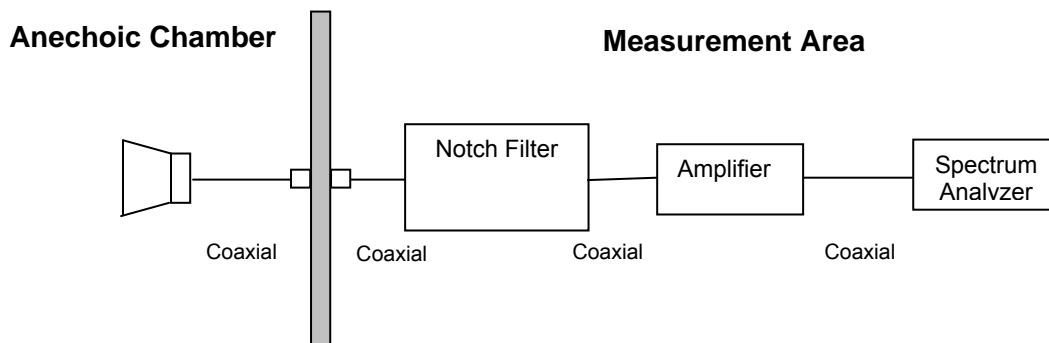 Anechoic Chamber
Measurement Area
Notch Filter
Amplifier
Spectrum
Analvzer
Coaxial
Coaxial
Coaxial
Coaxial